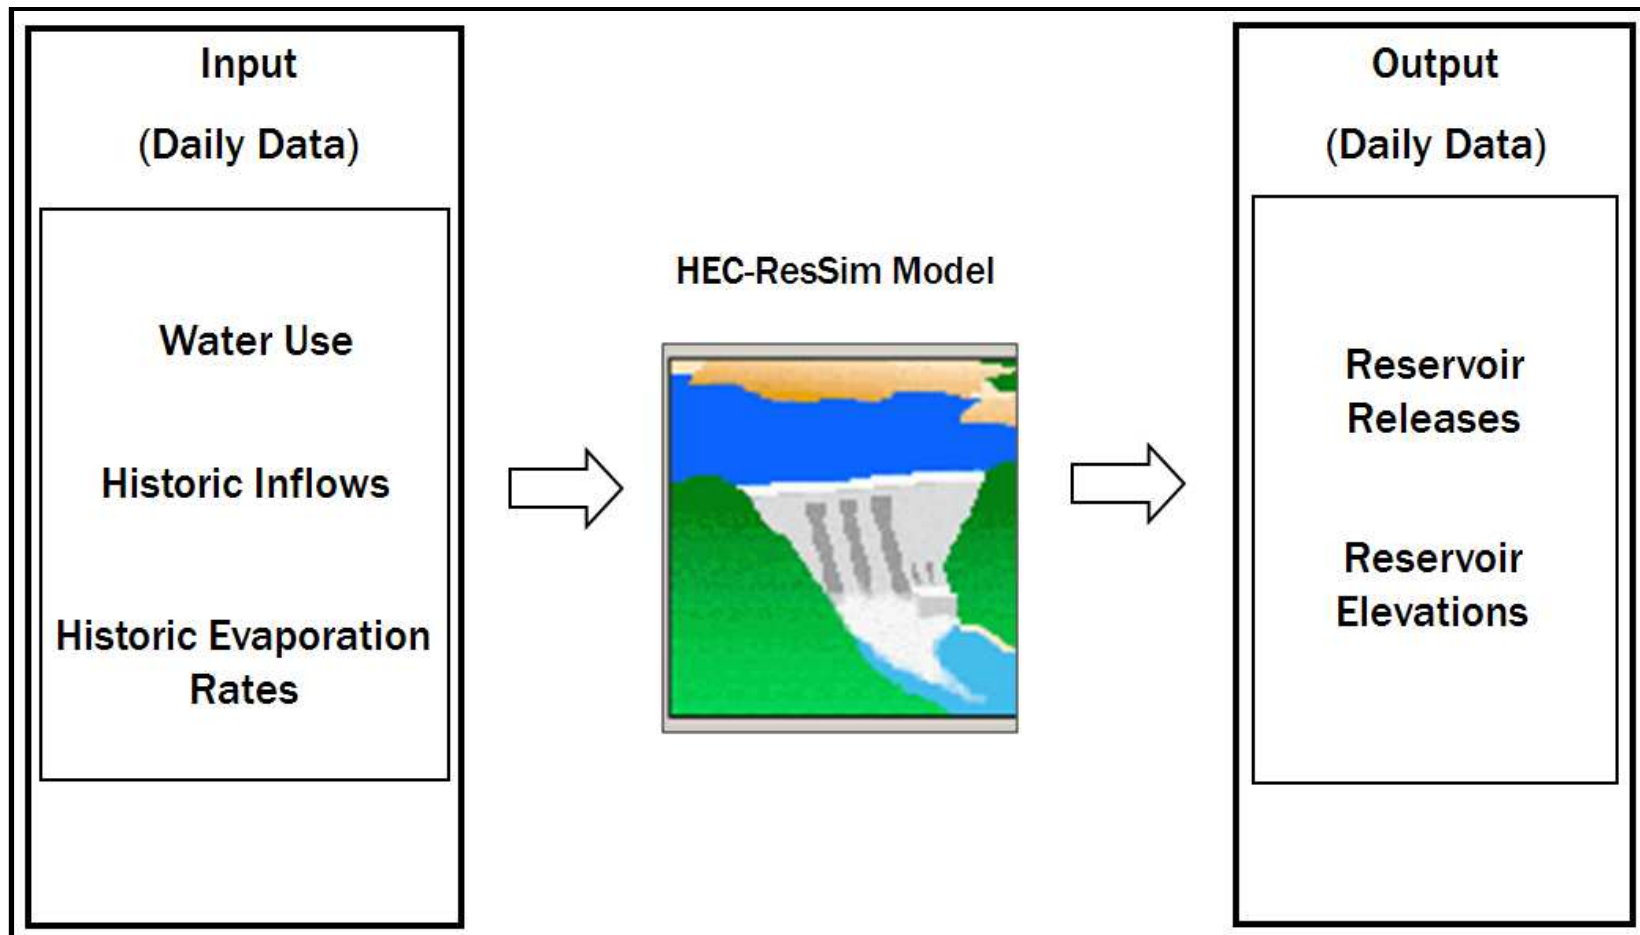 Input
(Daily Data)
Water Use
Historic Inflows
Historic Evaporation
Rates
HEC-ResSim Model
Output
(Daily Data)
Reservoir
Releases
Reservoir
Elevations